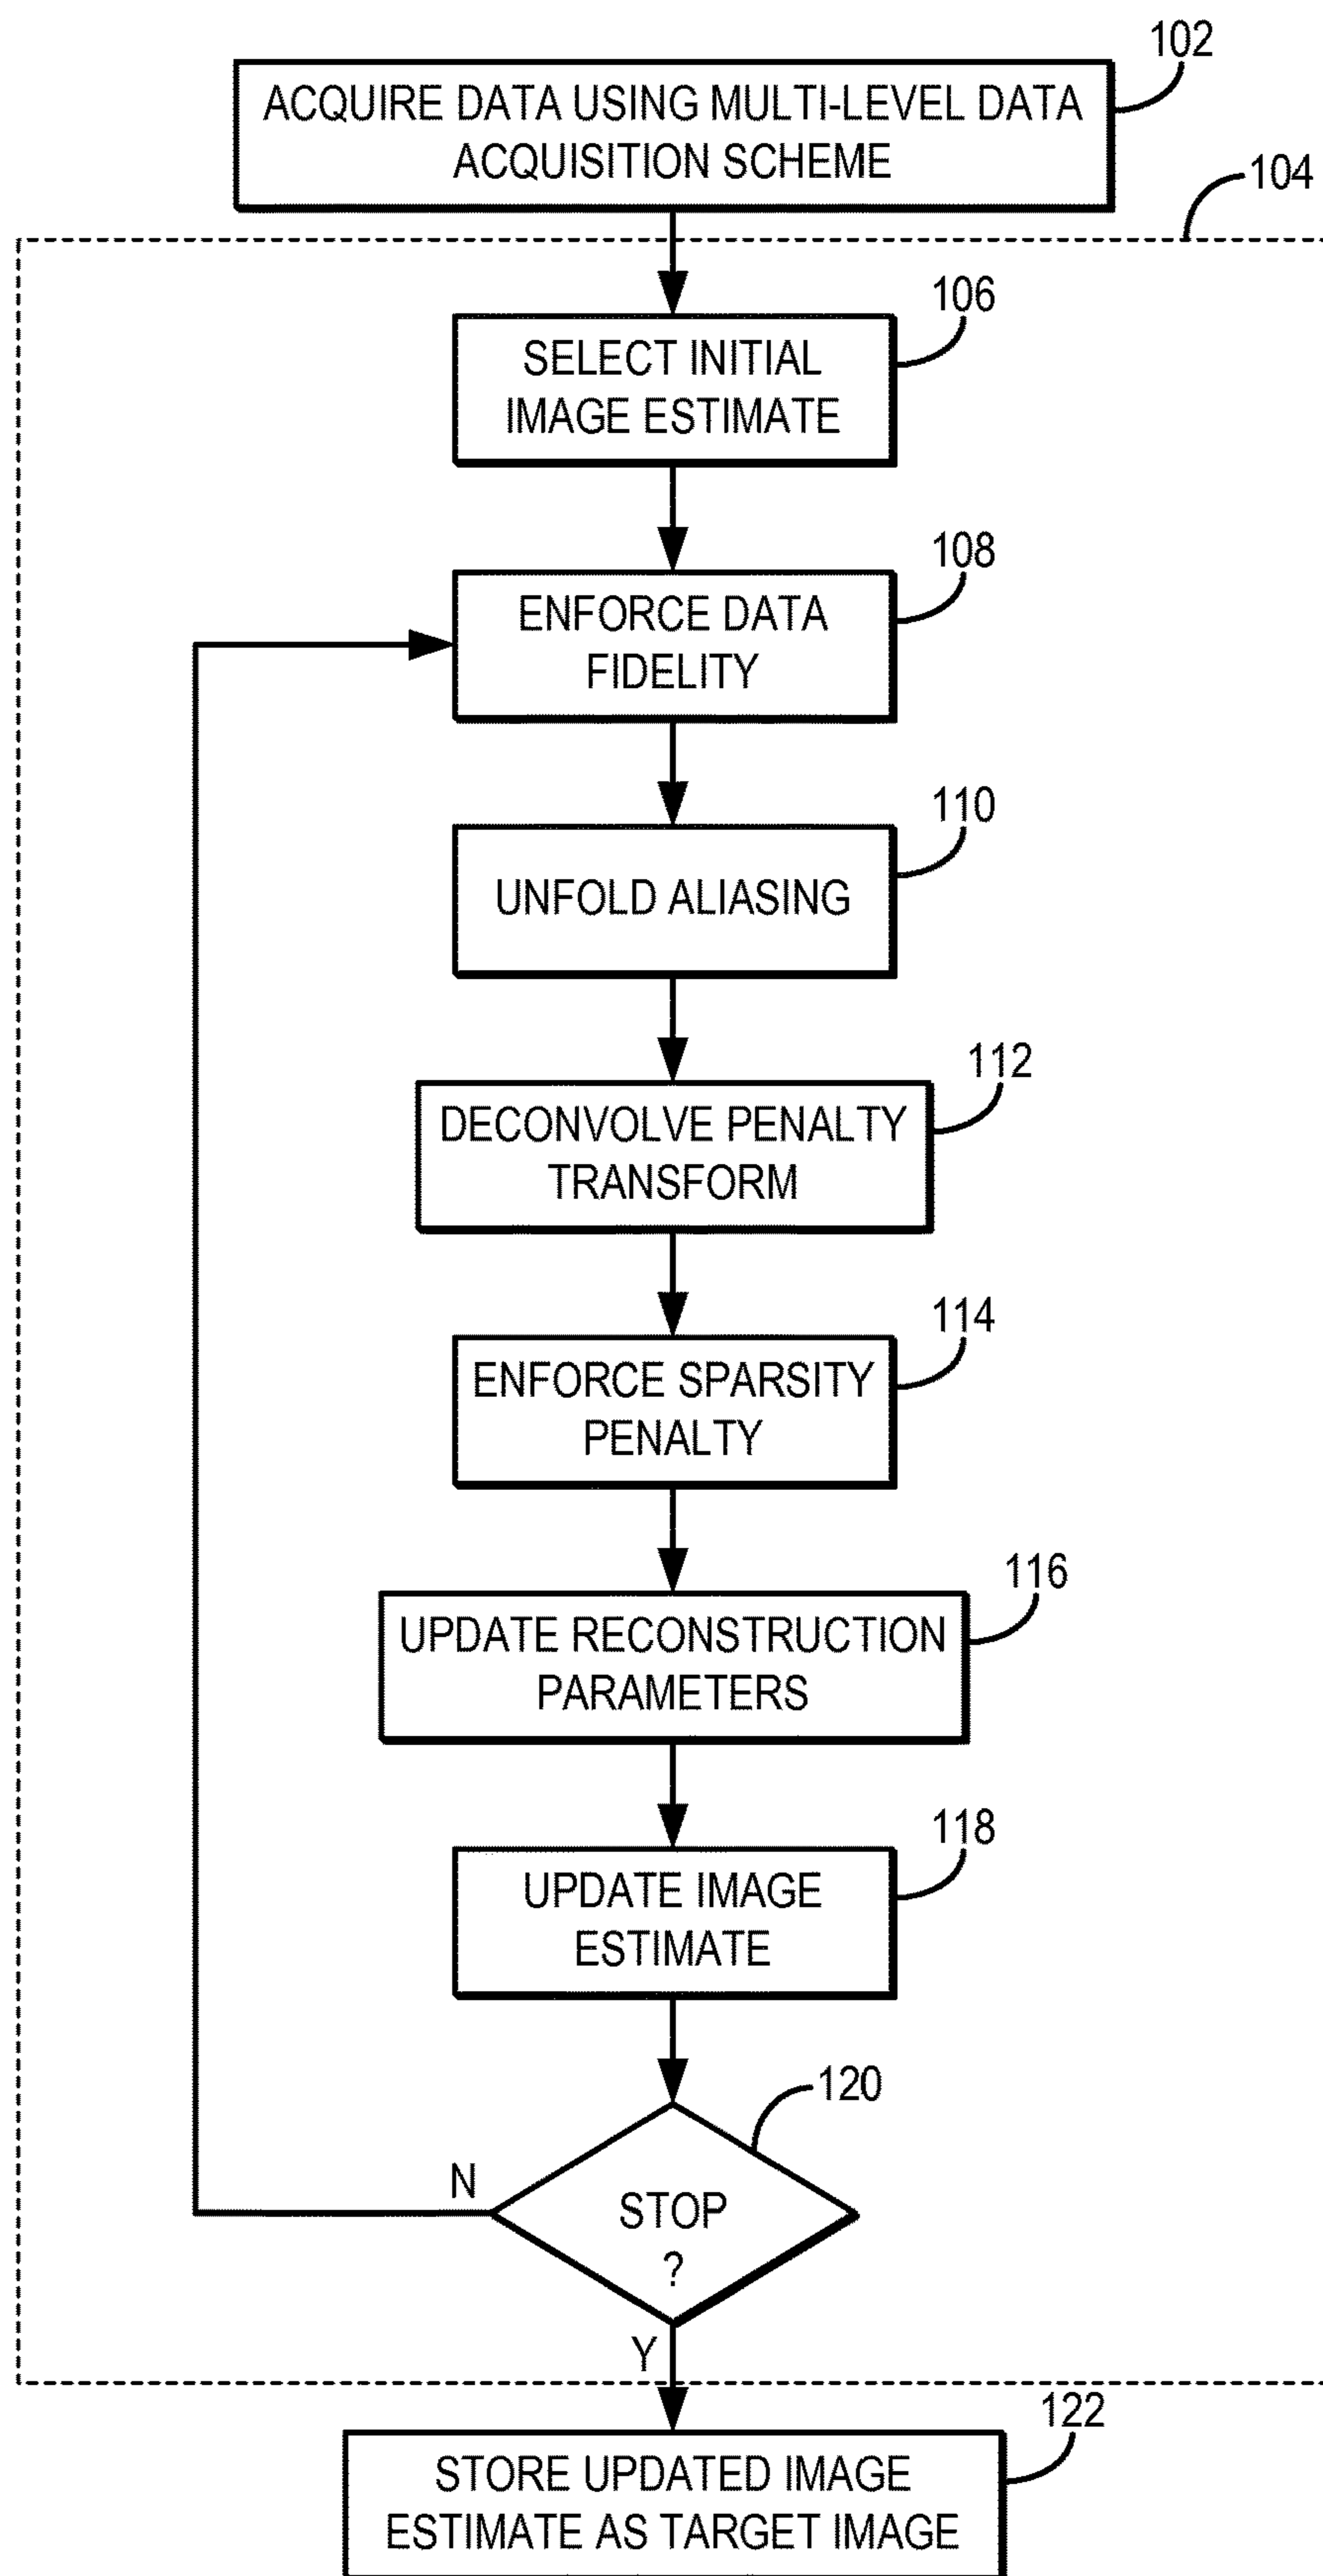 102
ACQUIRE DATA USING MULTI-LEVEL DATA
ACQUISITION SCHEME
104
106
SELECT INITIAL
IMAGE ESTIMATE
108
ENFORCE DATA
FIDELITY
110
UNFOLD ALIASING
112
DECONVOLVE PENALTY
TRANSFORM
114
ENFORCE SPARSITY
PENALTY
116
UPDATE RECONSTRUCTION
PARAMETERS
118
UPDATE IMAGE
ESTIMATE
120
N
STOP
?
Y
122
STORE UPDATED IMAGE
ESTIMATE AS TARGET IMAGE